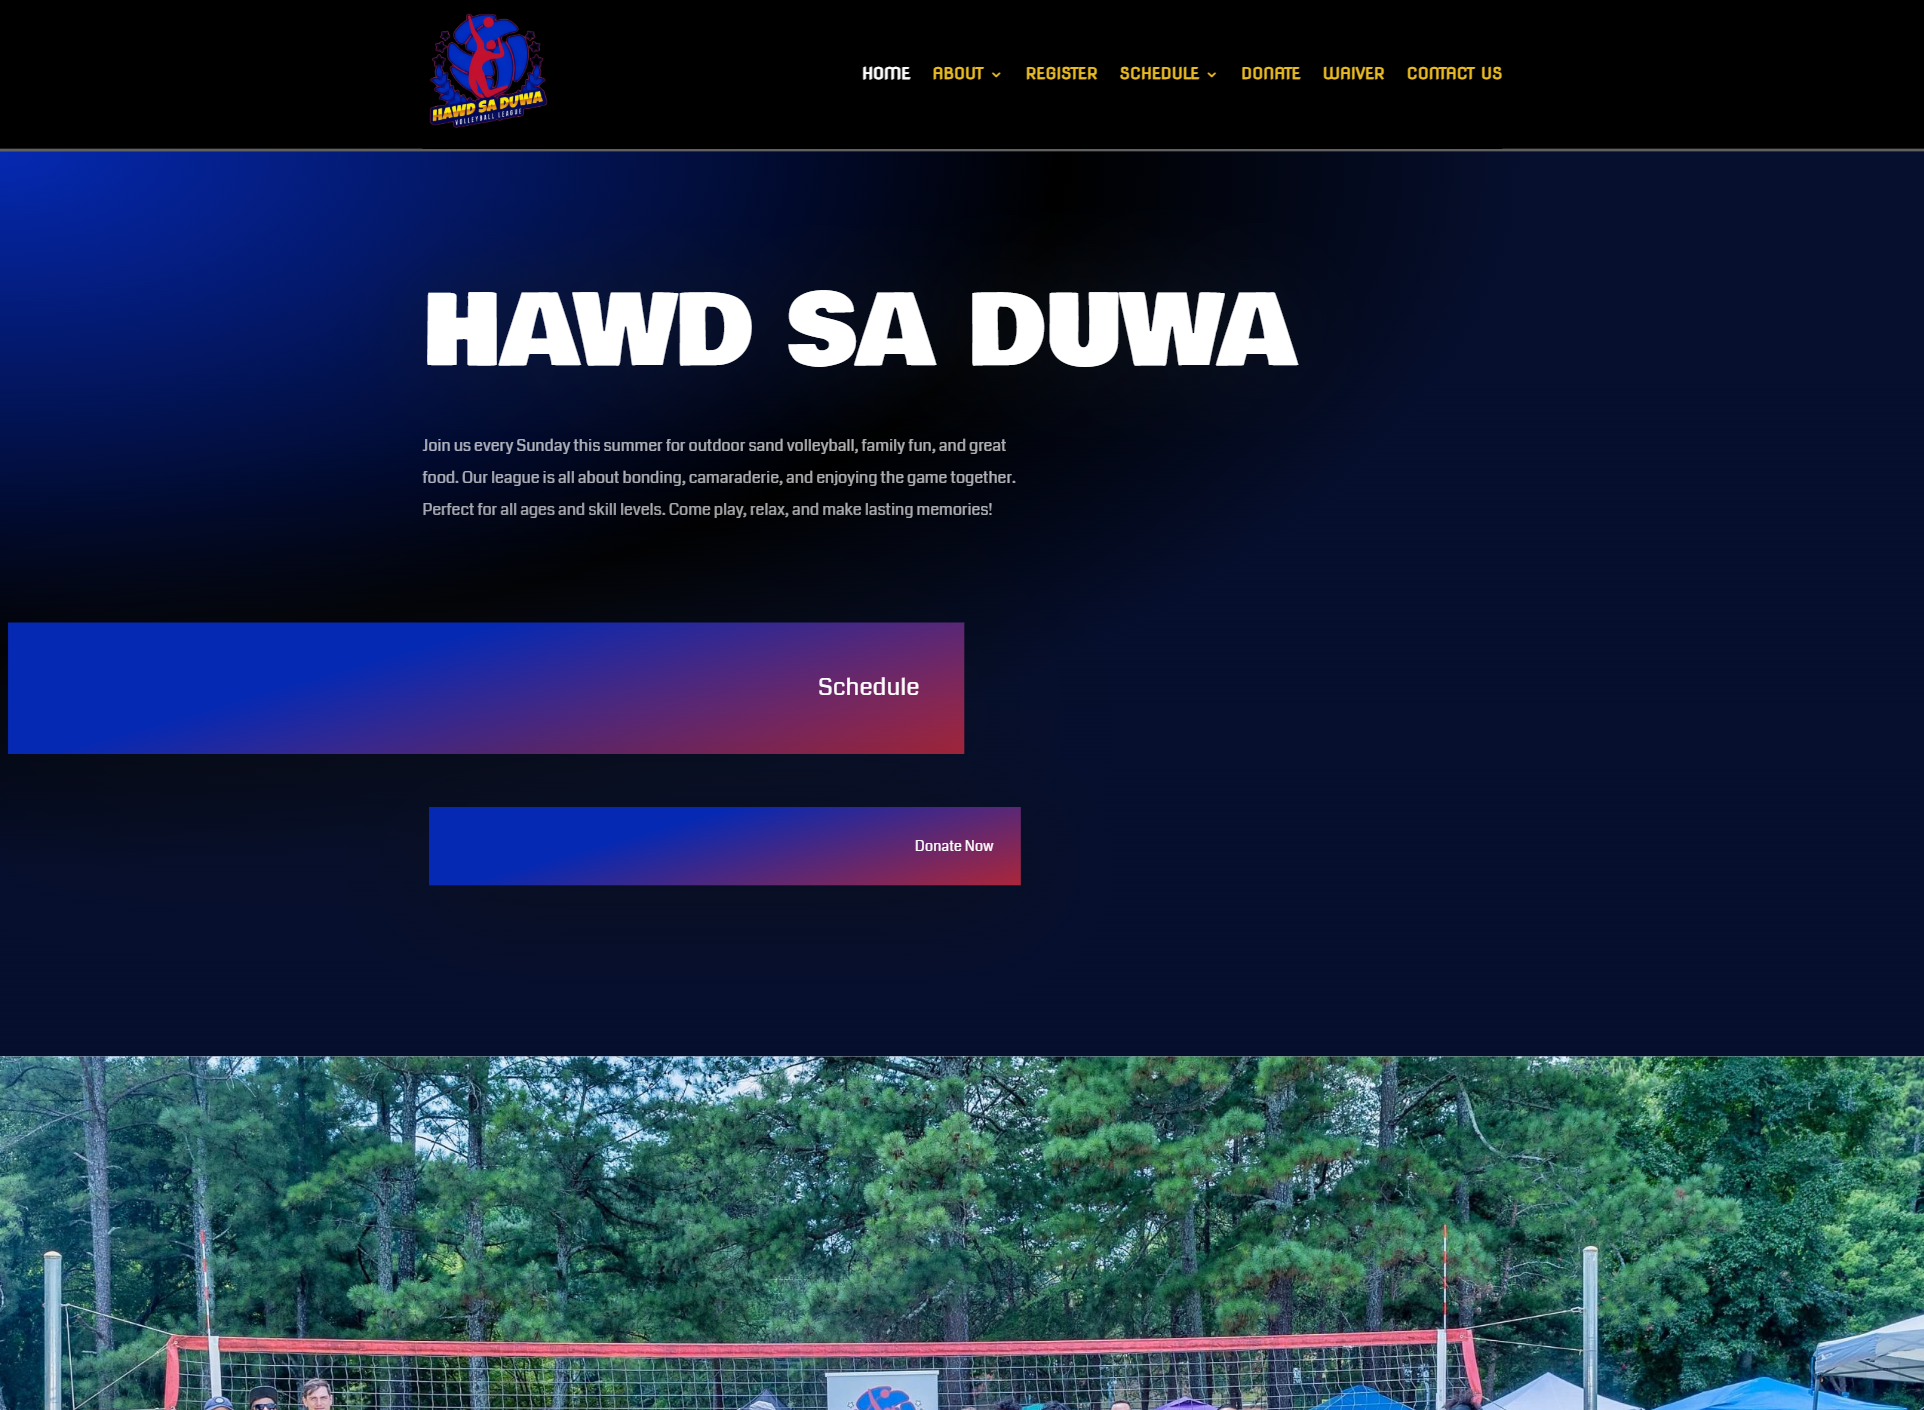 HAWD SA DUWA
VOLLEYBALL LEAGUE
HOME ABOUT REGISTER SCHEDULE DONATE WAIVER CONTACT US
HAWD SA DUWA
Join us every Sunday this summer for outdoor sand volleyball, family fun, and great
food. Our league is all about bonding, camaraderie, and enjoying the game together.
Perfect for all ages and skill levels. Come play, relax, and make lasting memories!
Schedule
Donate Now